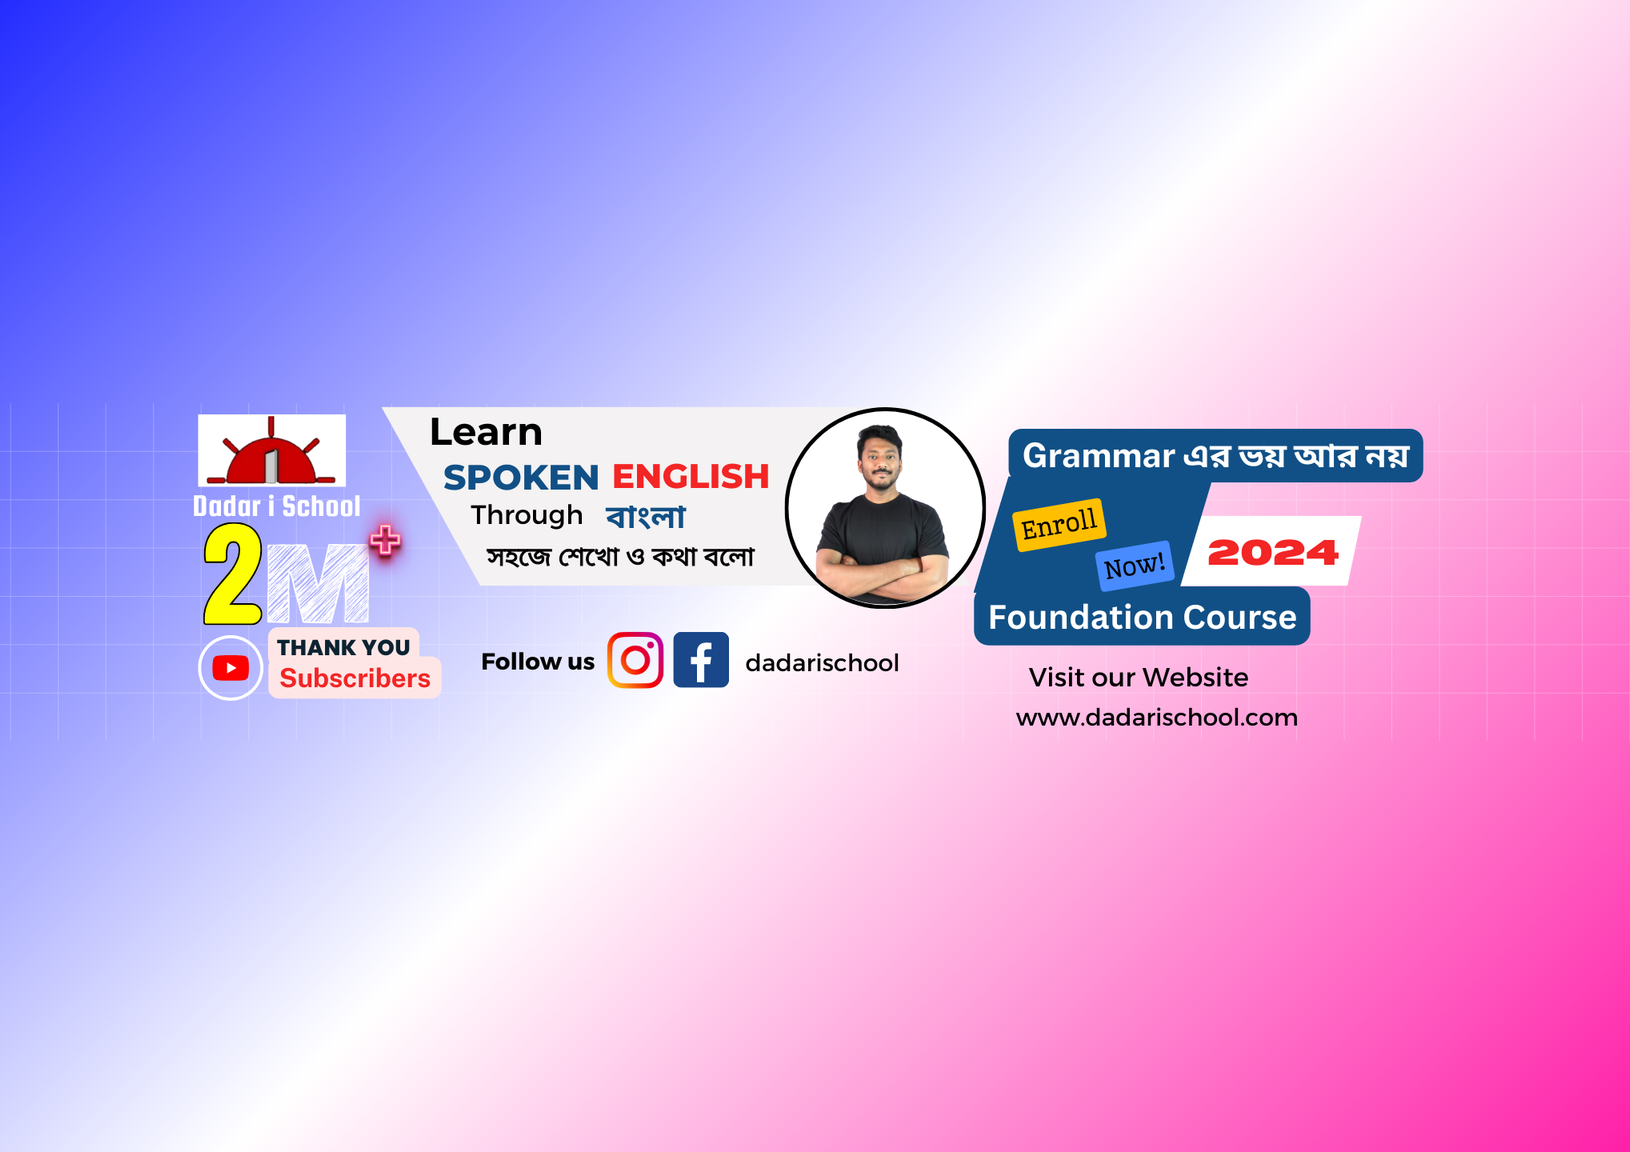 Dadar i School
2M+
THANK YOU
Subscribers
Learn
SPOKEN ENGLISH
Through বাংলা
সহজে শেখো ও কথা বলো
Follow us
dadarischool
Grammar এর ভয় আর নয়
Enroll
Now!
2024
Foundation Course
Visit our Website
www.dadarischool.com